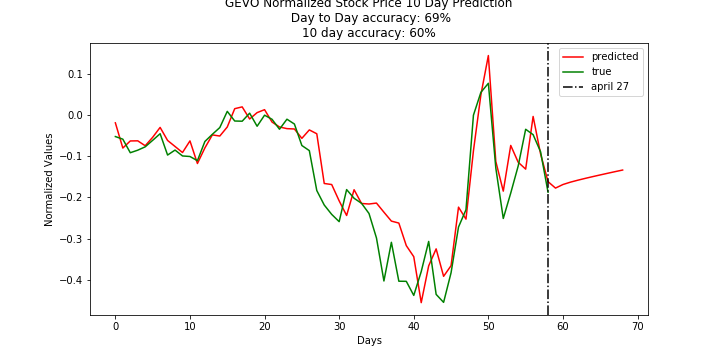 GEVO Normalized Stock Price 10 Day Prediction
Day to Day accuracy: 69%
10 day accuracy: 60%
predicted
true
april 27
Normalized Values
0.1
0.0
−0.1
−0.2
−0.3
−0.4
0 10 20 30 40 50 60 70
Days